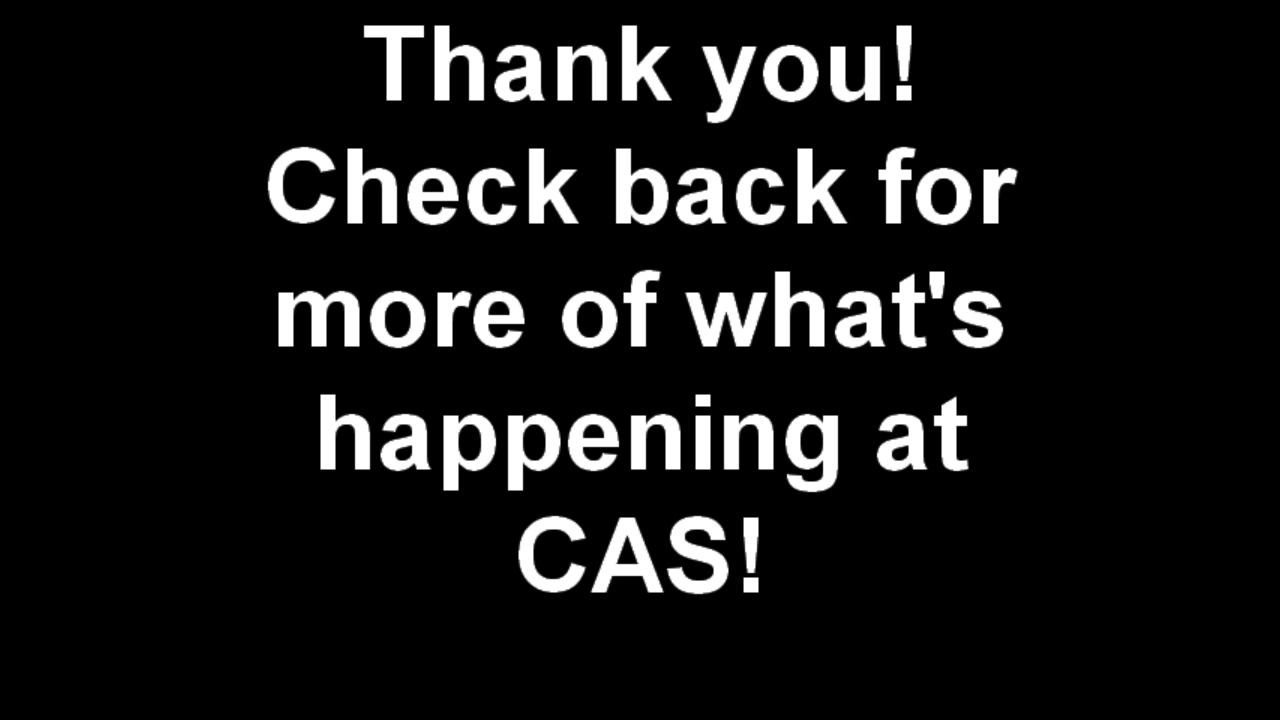 Thank you!
Check back for
more of what's
happening at
CAS!